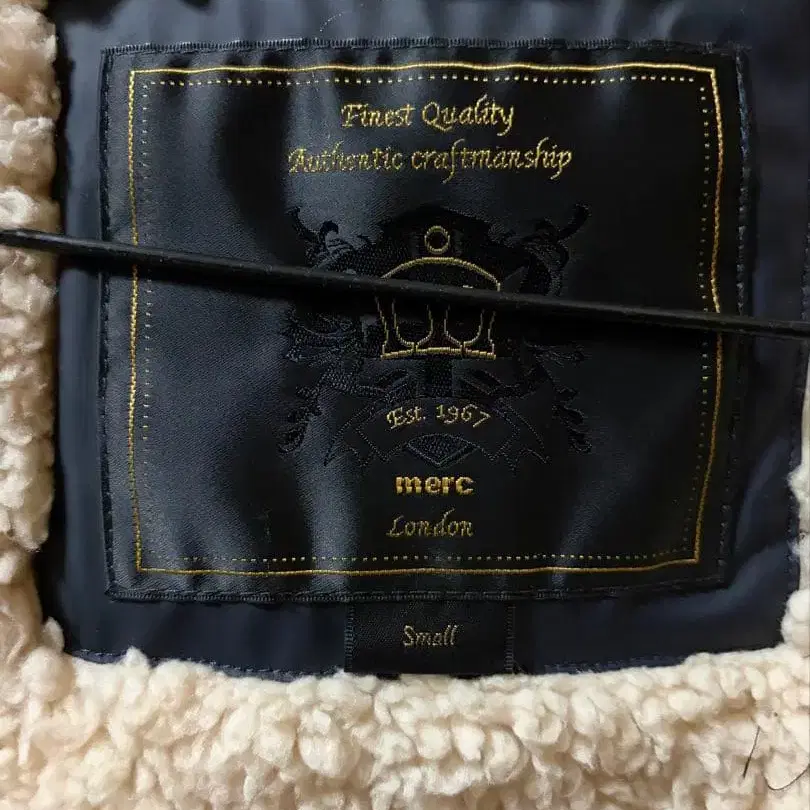 Finest Quality
Authentic craftmanship
Est. 1967
merc
London
Small